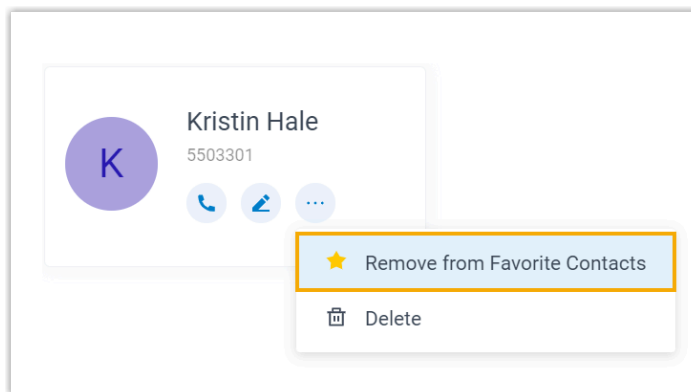 K
Kristin Hale
5503301
Remove from Favorite Contacts
Delete